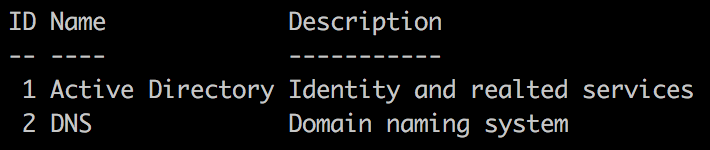 ID Name             Description
-- ----             -----------
 1 Active Directory Identity and realted services
 2 DNS              Domain naming system